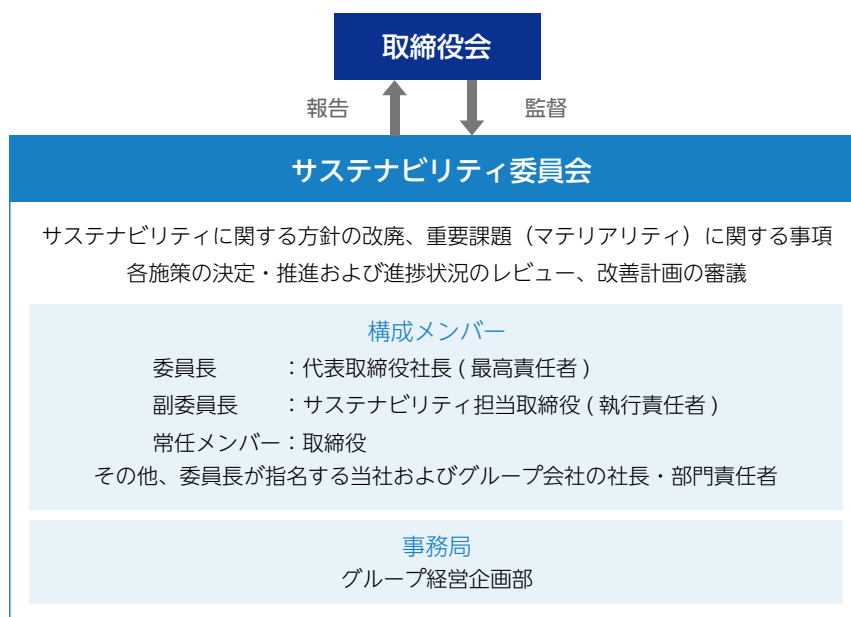 取締役会
報告
監督
サステナビリティ委員会
サステナビリティに関する方針の改廃、重要課題（マテリアリティ）に関する事項
各施策の決定・推進および進捗状況のレビュー、改善計画の審議
構成メンバー
委員長　　　：代表取締役社長 ( 最高責任者 )
副委員長　　：サステナビリティ担当取締役 ( 執行責任者 )
常任メンバー：取締役
その他、委員長が指名する当社およびグループ会社の社長・部門責任者
事務局
グループ経営企画部